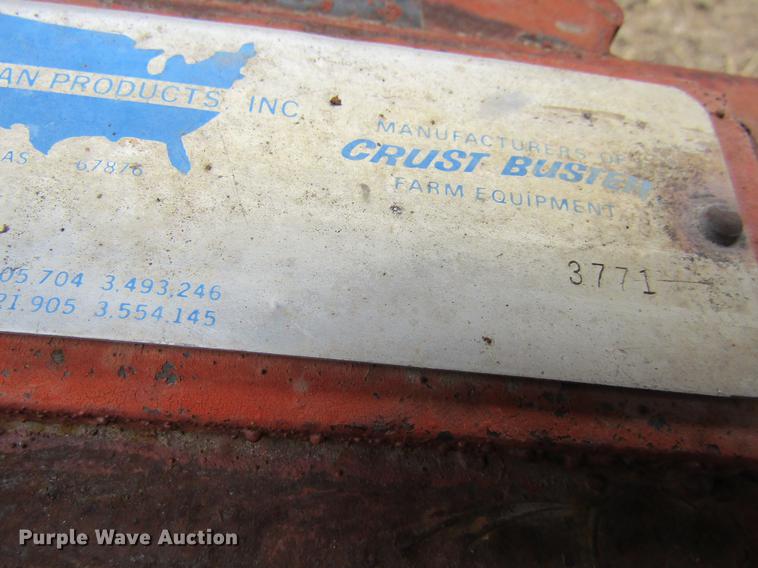 AN PRODUCTS, INC
MANUFACTURERS OF
CRUST BUSTER
FARM EQUIPMENT
AS 67876
3771
05.704 3.493.246
21.905 3.554.145
Purple Wave Auction